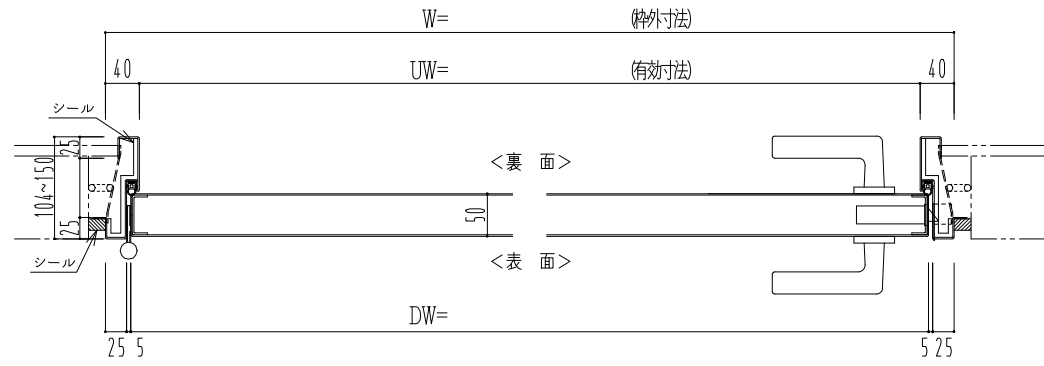 W= (枠外寸法)
40 UW= (有効寸法) 40
シール
25
104~150
25
<裏 面>
50
シール
<表 面>
DW=
25 5 5 25